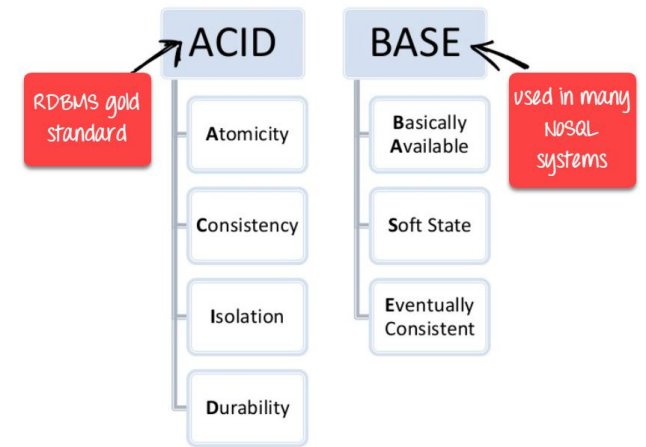 ACID
BASE
RDBMS gold
standard
used in many
NoSQL
systems
Atomicity
Consistency
Isolation
Durability
Basically
Available
Soft State
Eventually
Consistent